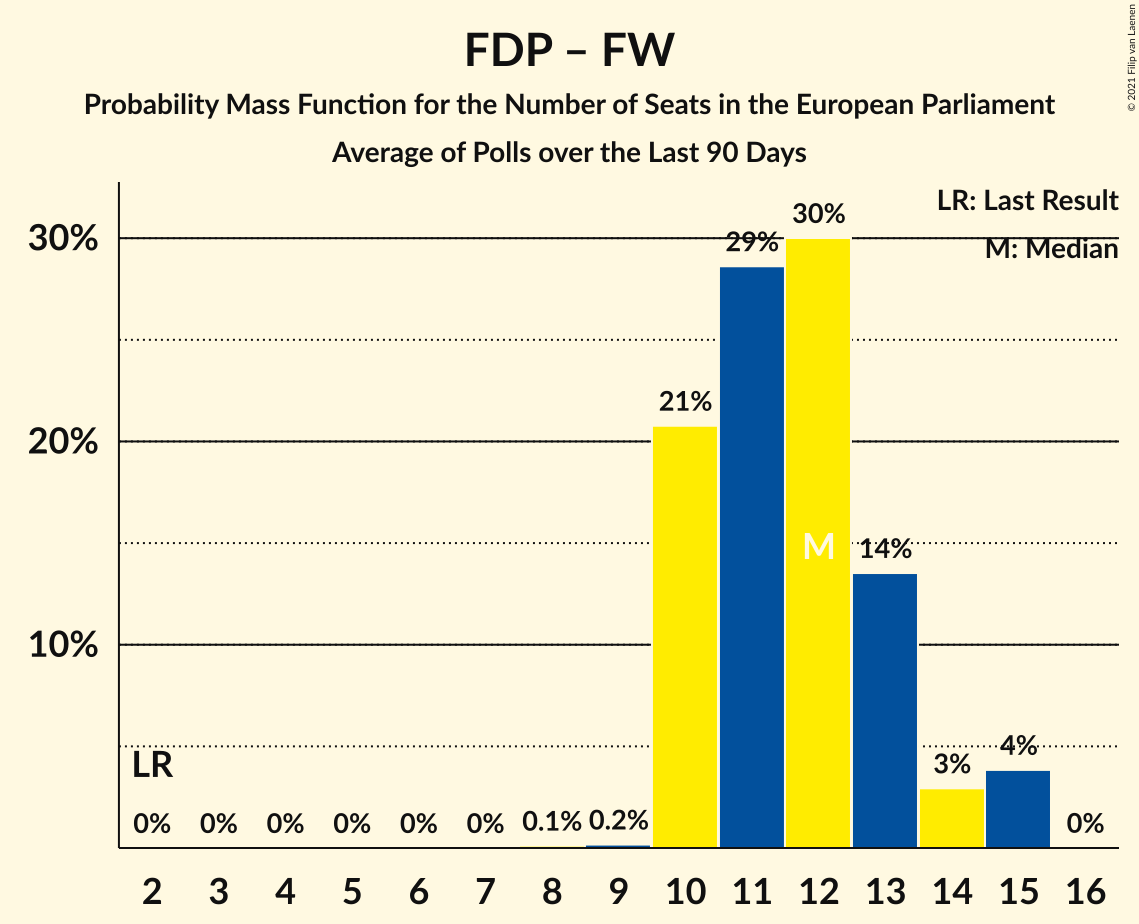 FDP – FW
Probability Mass Function for the Number of Seats in the European Parliament
Average of Polls over the Last 90 Days
© 2021 Filip van Laenen
LR: Last Result
M: Median
30%
20%
10%
30%
29%
21%
M
14%
LR
4%
3%
0% 0% 0% 0% 0% 0% 0.1% 0.2% 0%
2 3 4 5 6 7 8 9 10 11 12 13 14 15 16